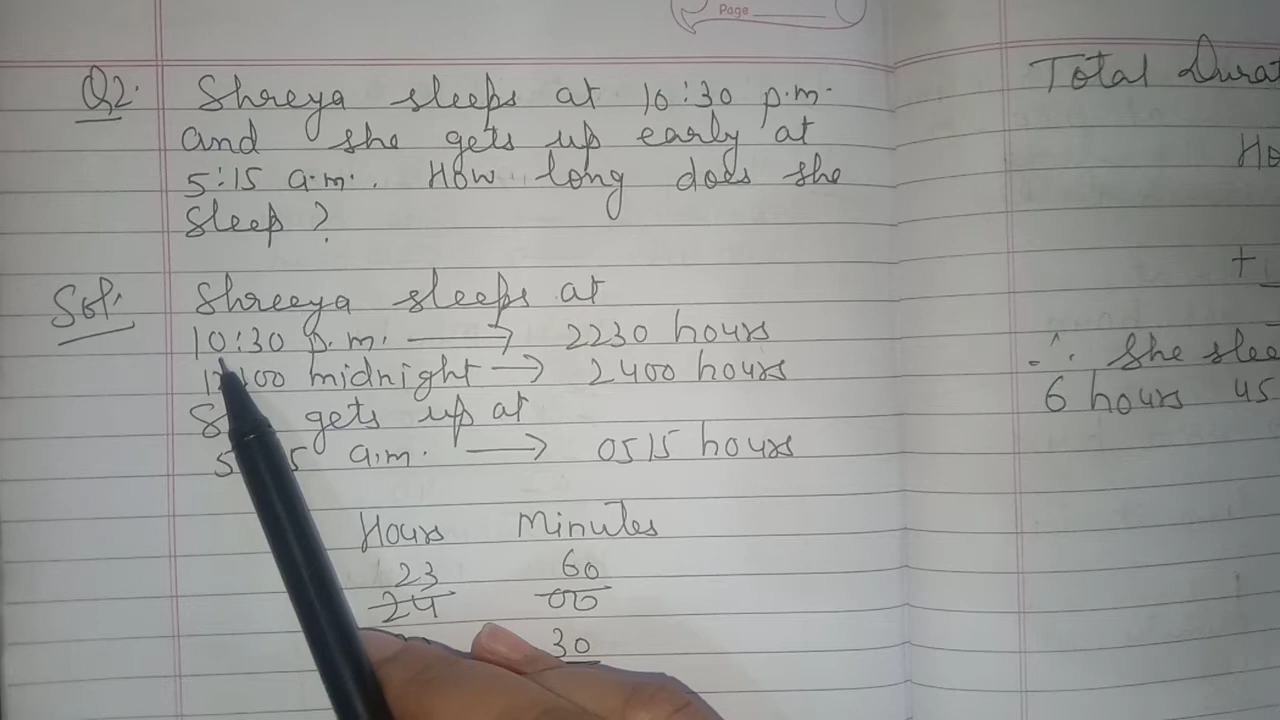 Page
Q2. Shreya sleeps at 10:30 p.m.
and she gets up early at
5:15 a.m. How long does she
sleep?
Sol. Shreeya sleeps at
10:30 p.m. → 2230 hours
midnight → 2400 hours
gets up at
a.m. → 0515 hours
Hours Minutes
23 60
24 00
30
Total
+
∴ She
6 hours 45